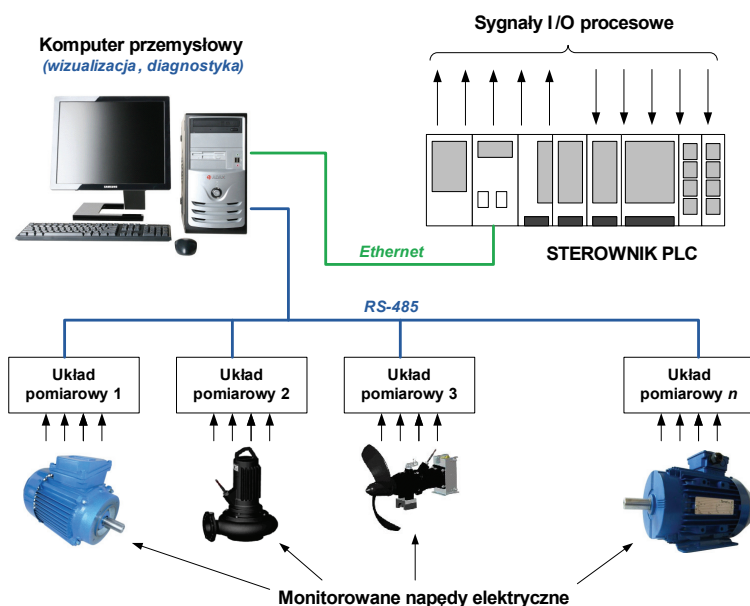 Komputer przemysłowy
(wizualizacja, diagnostyka)
Sygnały I/O procesowe
Ethernet
STEROWNIK PLC
RS-485
Układ
pomiarowy 1
Układ
pomiarowy 2
Układ
pomiarowy 3
Układ
pomiarowy n
Monitorowane napędy elektryczne